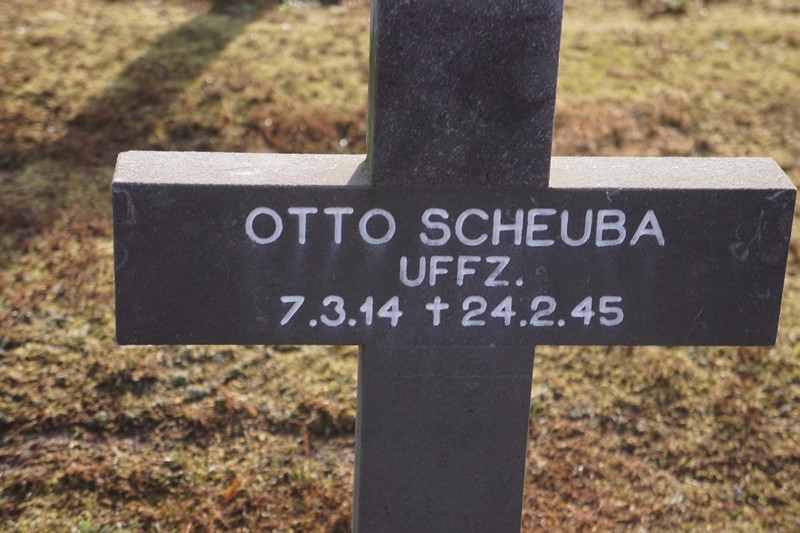 OTTO SCHEUBA
UFFZ.
7.3.14 ✝ 24.2.45